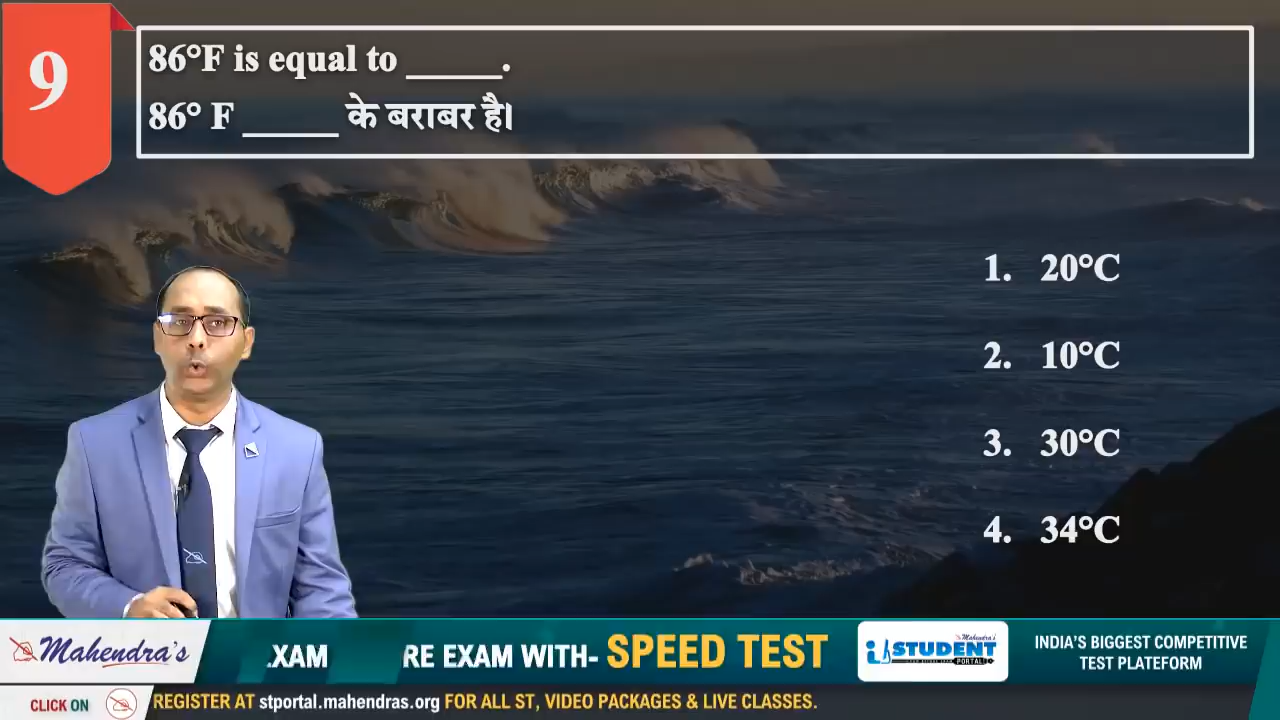 9
86°F is equal to _____.
86° F _____ के बराबर है।
1. 20°C
2. 10°C
3. 30°C
4. 34°C
Mahendra's
.XAM RE EXAM WITH- SPEED TEST
Mahendra's
STUDENT
PORTAL
INDIA'S BIGGEST COMPETITIVE
TEST PLATEFORM
CLICK ON
REGISTER AT stportal.mahendras.org FOR ALL ST, VIDEO PACKAGES & LIVE CLASSES.